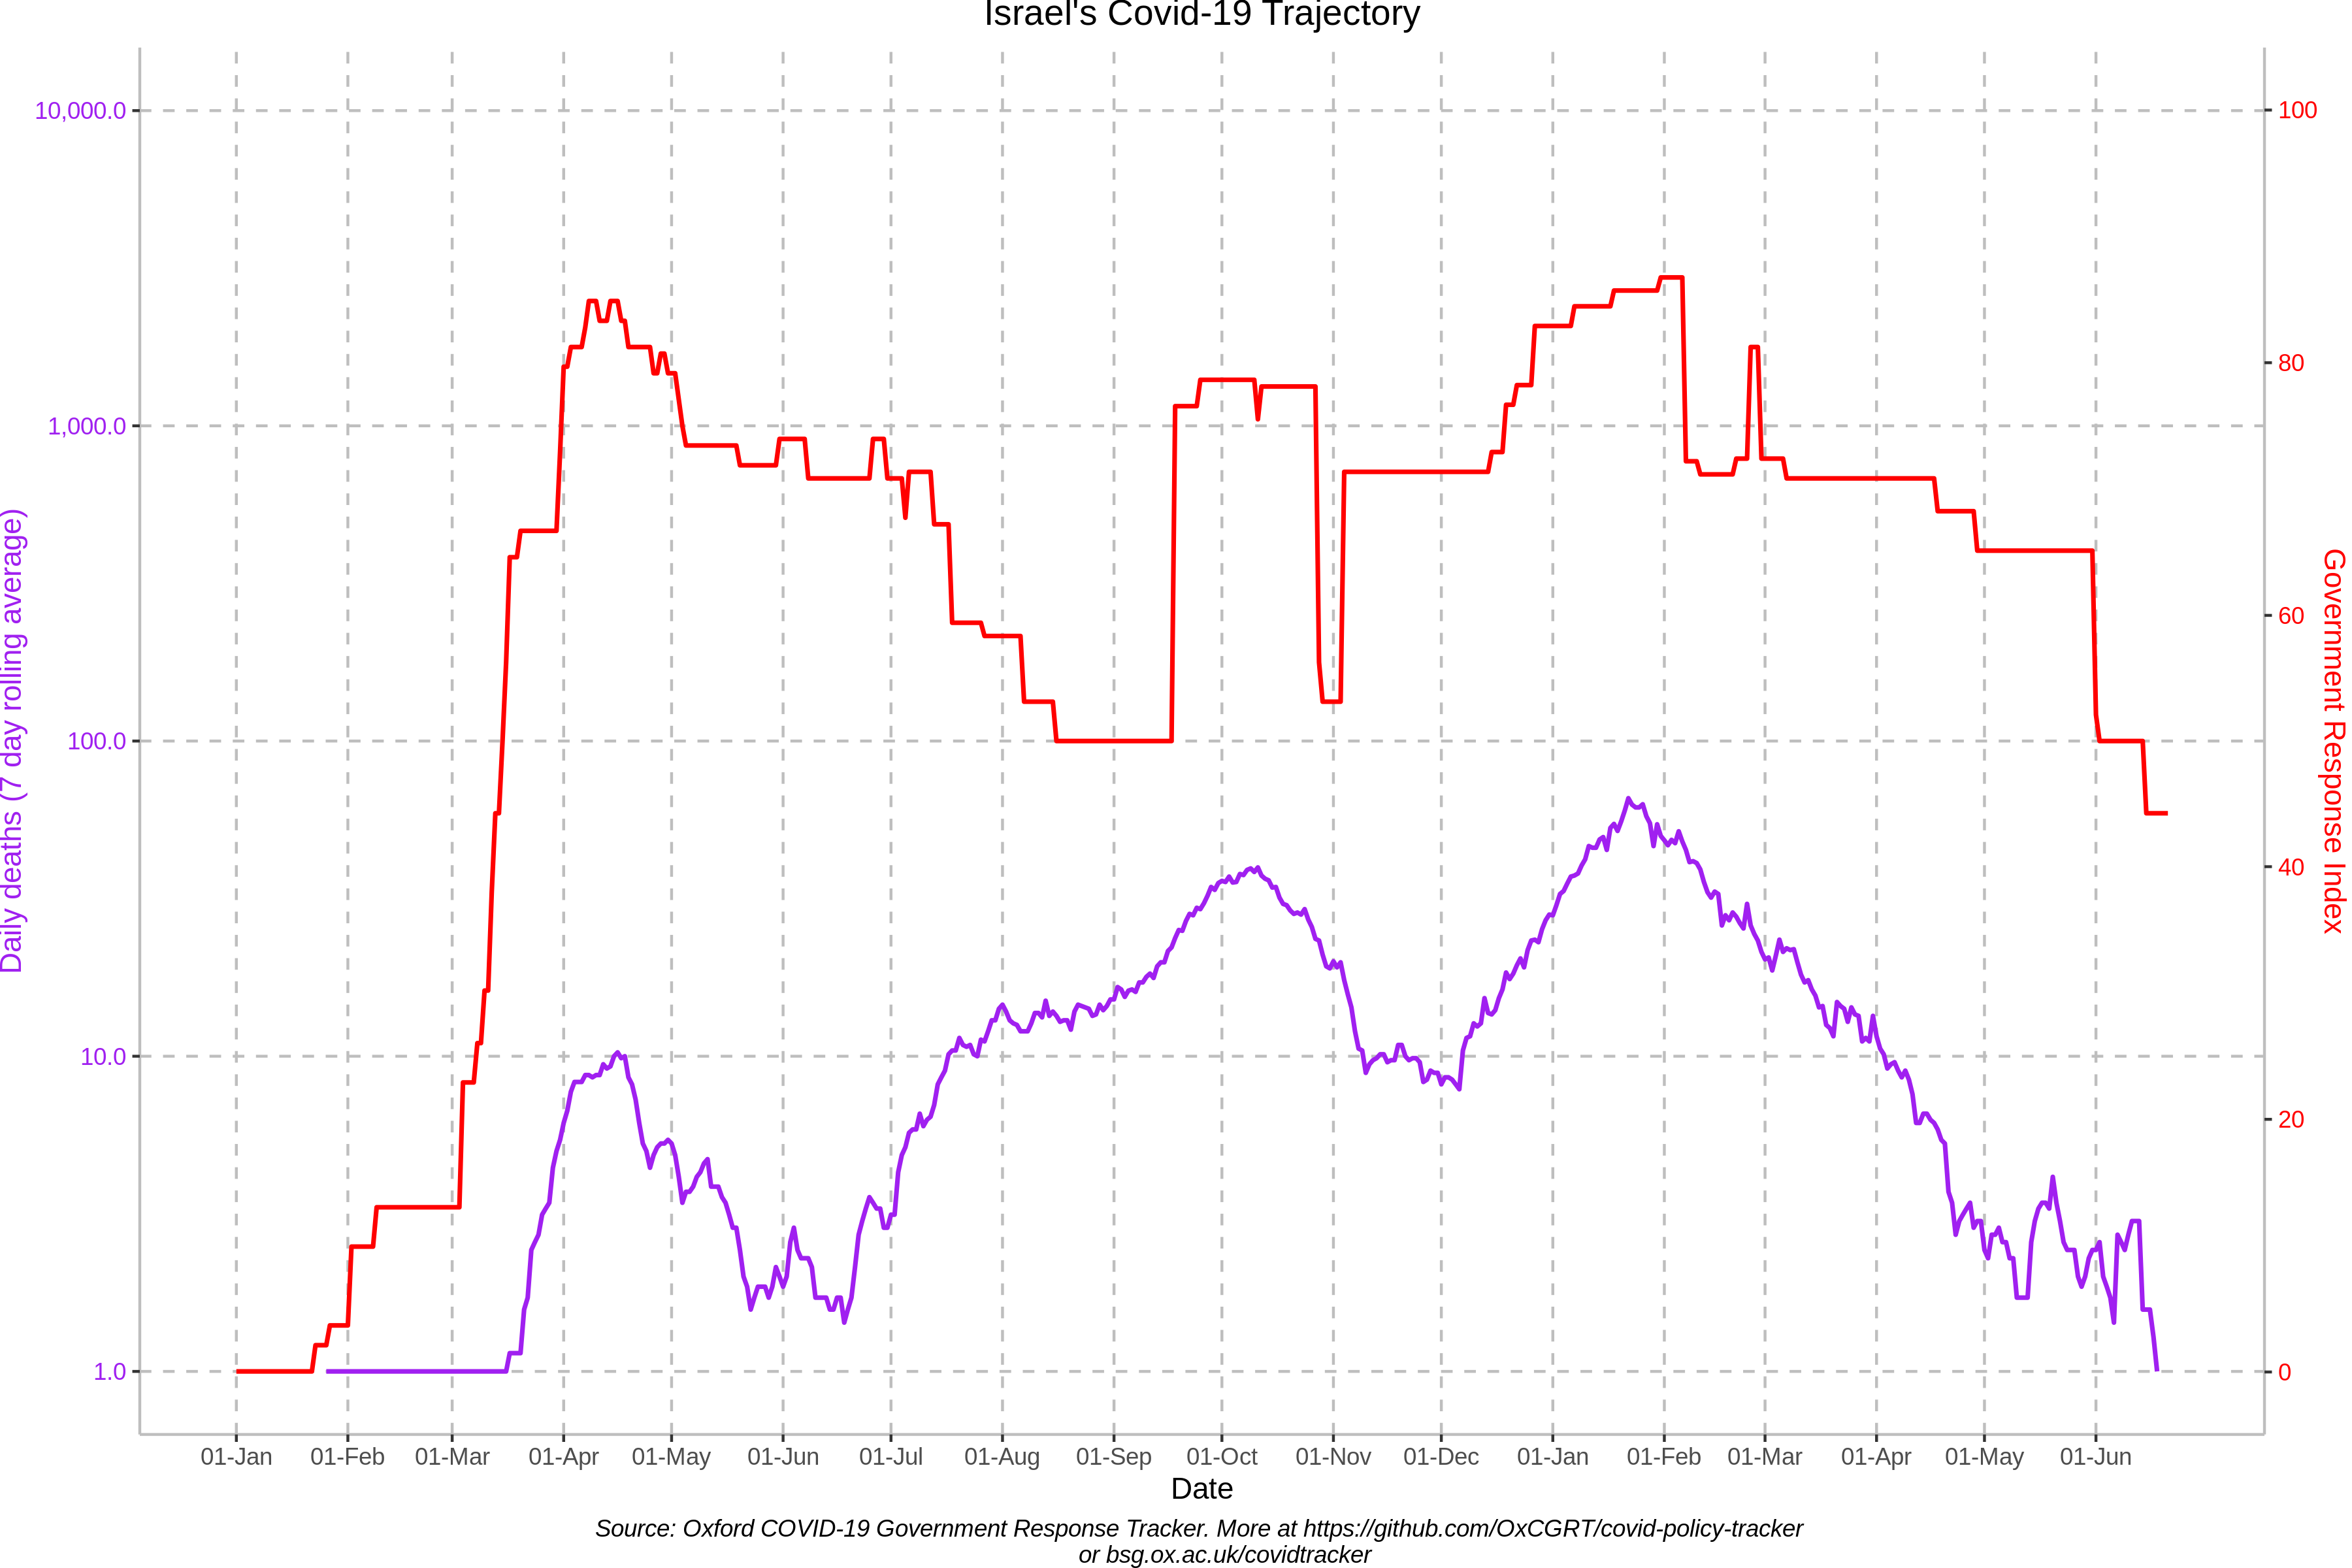 Israel's Covid-19 Trajectory
10,000.0
1,000.0
100.0
10.0
1.0
Daily deaths (7 day rolling average)
100
80
60
40
20
0
Government Response Index
01-Jan 01-Feb 01-Mar 01-Apr 01-May 01-Jun 01-Jul 01-Aug 01-Sep 01-Oct 01-Nov 01-Dec 01-Jan 01-Feb 01-Mar 01-Apr 01-May 01-Jun
Date
Source: Oxford COVID-19 Government Response Tracker. More at https://github.com/OxCGRT/covid-policy-tracker
or bsg.ox.ac.uk/covidtracker